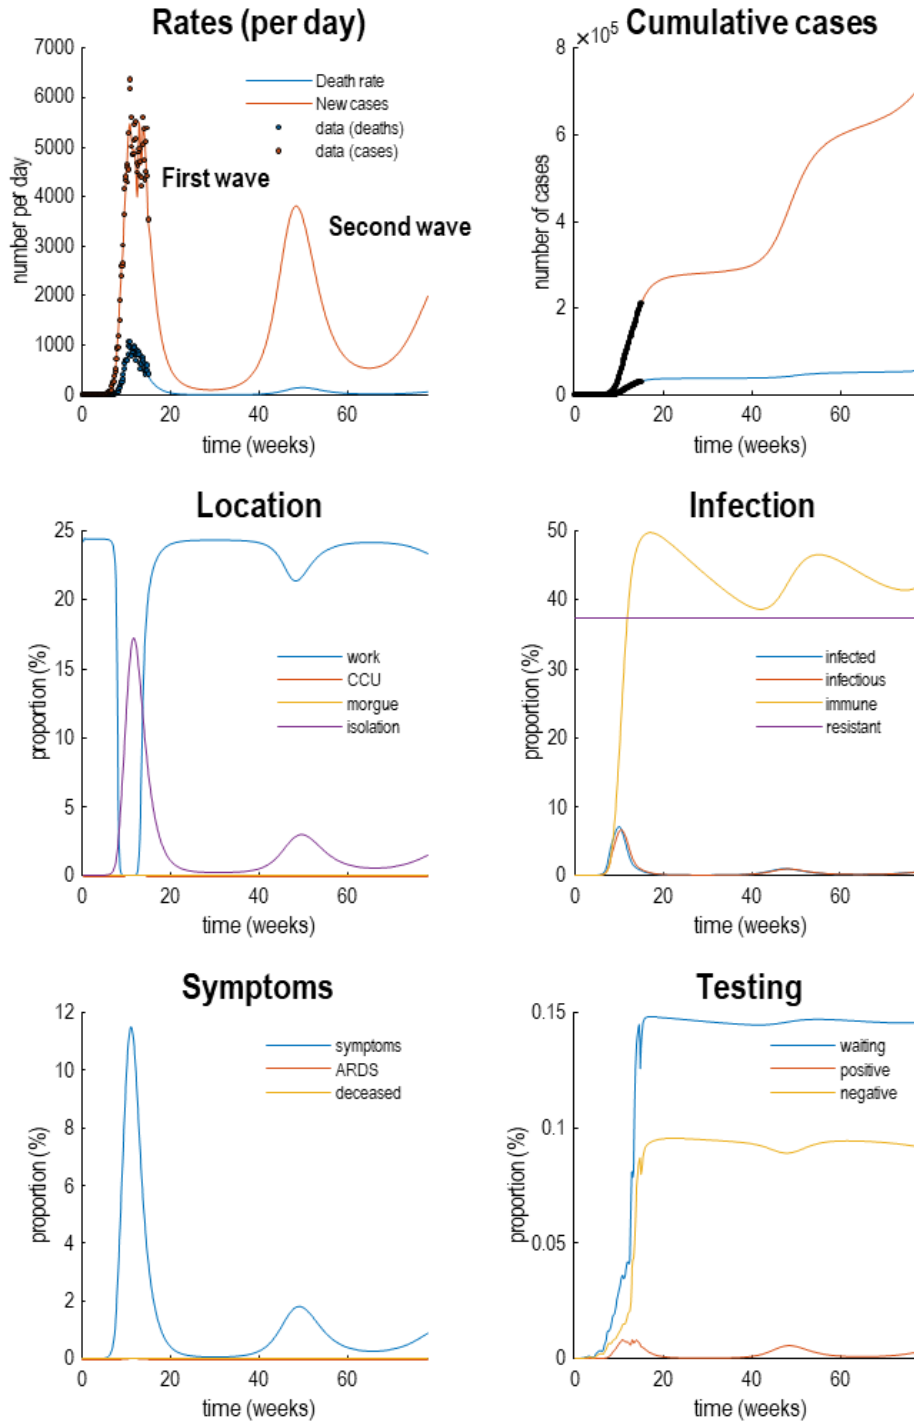 Rates (per day)
7000
6000
5000
4000
3000
2000
1000
0
number per day
Death rate
New cases
data (deaths)
data (cases)
First wave
Second wave
0 20 40 60
time (weeks)
Cumulative cases
×10⁵
8
6
4
2
0
number of cases
0 20 40 60
time (weeks)
Location
25
20
15
10
5
0
proportion (%)
work
CCU
morgue
isolation
0 20 40 60
time (weeks)
Infection
50
40
30
20
10
0
proportion (%)
infected
infectious
immune
resistant
0 20 40 60
time (weeks)
Symptoms
12
10
8
6
4
2
0
proportion (%)
symptoms
ARDS
deceased
0 20 40 60
time (weeks)
Testing
0.15
0.1
0.05
0
proportion (%)
waiting
positive
negative
0 20 40 60
time (weeks)